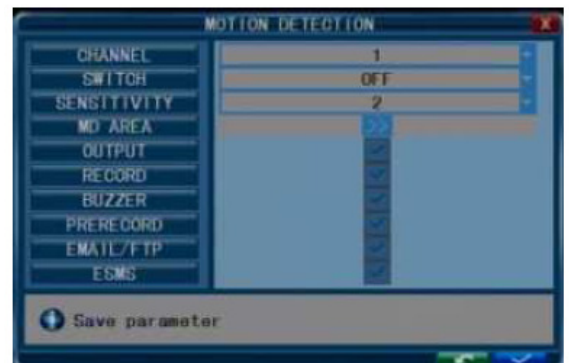 MOTION DETECTION X
CHANNEL 1
SWITCH OFF
SENSITIVITY 2
MD AREA >>
OUTPUT
RECORD
BUZZER
PRERECORD
EMAIL/FTP
ESMS
Save parameter